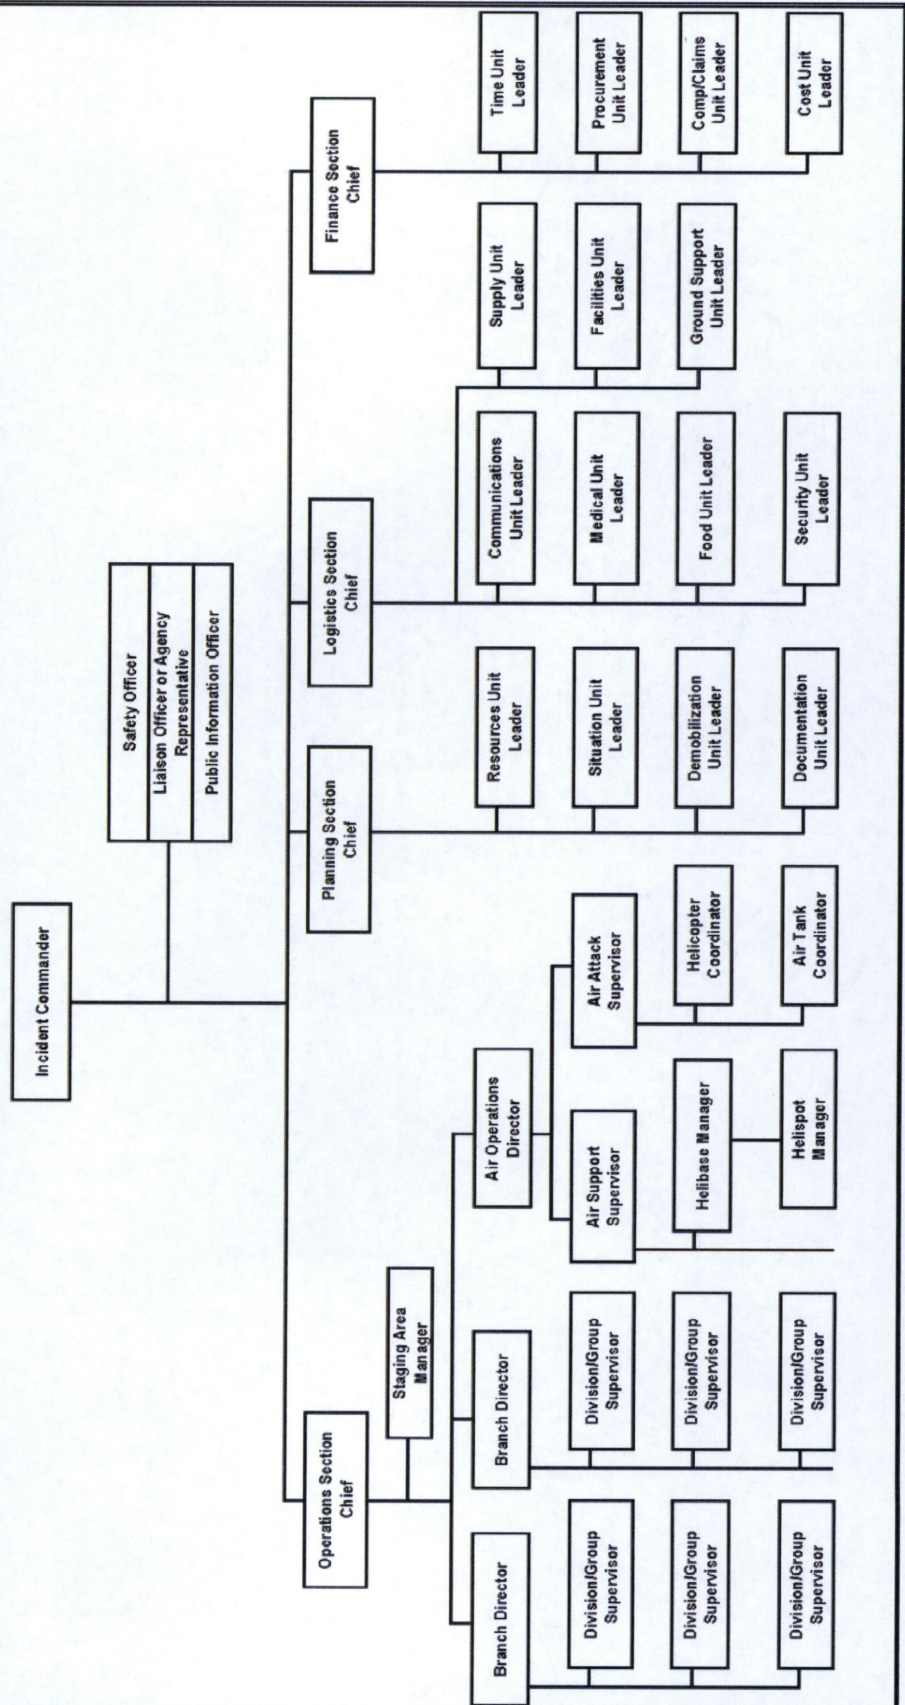 Incident Commander
Safety Officer
Liaison Officer or Agency
Representative
Public Information Officer
Operations Section
Chief
Planning Section
Chief
Logistics Section
Chief
Finance Section
Chief
Staging Area
Manager
Branch Director
Branch Director
Air Operations
Director
Resources Unit
Leader
Communications
Unit Leader
Supply Unit
Leader
Time Unit
Leader
Division/Group
Supervisor
Division/Group
Supervisor
Air Support
Supervisor
Air Attack
Supervisor
Situation Unit
Leader
Medical Unit
Leader
Facilities Unit
Leader
Procurement
Unit Leader
Division/Group
Supervisor
Division/Group
Supervisor
Helibase Manager
Helicopter
Coordinator
Demobilization
Unit Leader
Food Unit Leader
Ground Support
Unit Leader
Comp/Claims
Unit Leader
Division/Group
Supervisor
Division/Group
Supervisor
Helispot
Manager
Air Tank
Coordinator
Documentation
Unit Leader
Security Unit
Leader
Cost Unit
Leader